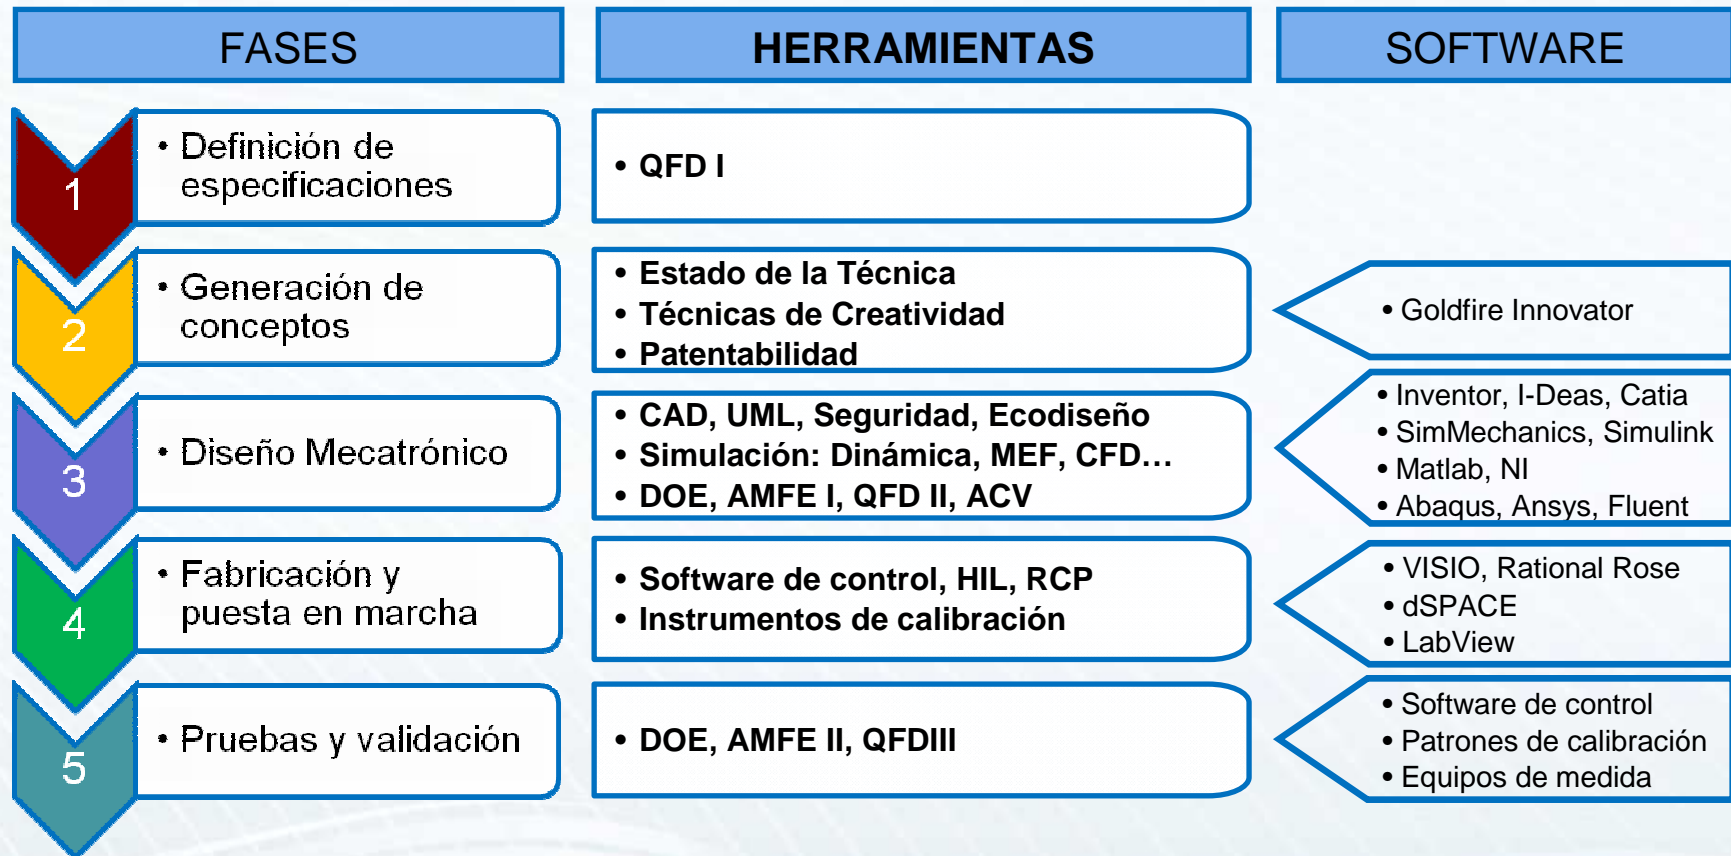 FASES
HERRAMIENTAS
SOFTWARE
1
• Definición de
especificaciones
• QFD I
2
• Generación de
conceptos
• Estado de la Técnica
• Técnicas de Creatividad
• Patentabilidad
• Goldfire Innovator
3
• Diseño Mecatrónico
• CAD, UML, Seguridad, Ecodiseño
• Simulación: Dinámica, MEF, CFD…
• DOE, AMFE I, QFD II, ACV
• Inventor, I-Deas, Catia
• SimMechanics, Simulink
• Matlab, NI
• Abaqus, Ansys, Fluent
4
• Fabricación y
puesta en marcha
• Software de control, HIL, RCP
• Instrumentos de calibración
• VISIO, Rational Rose
• dSPACE
• LabView
5
• Pruebas y validación
• DOE, AMFE II, QFDIII
• Software de control
• Patrones de calibración
• Equipos de medida